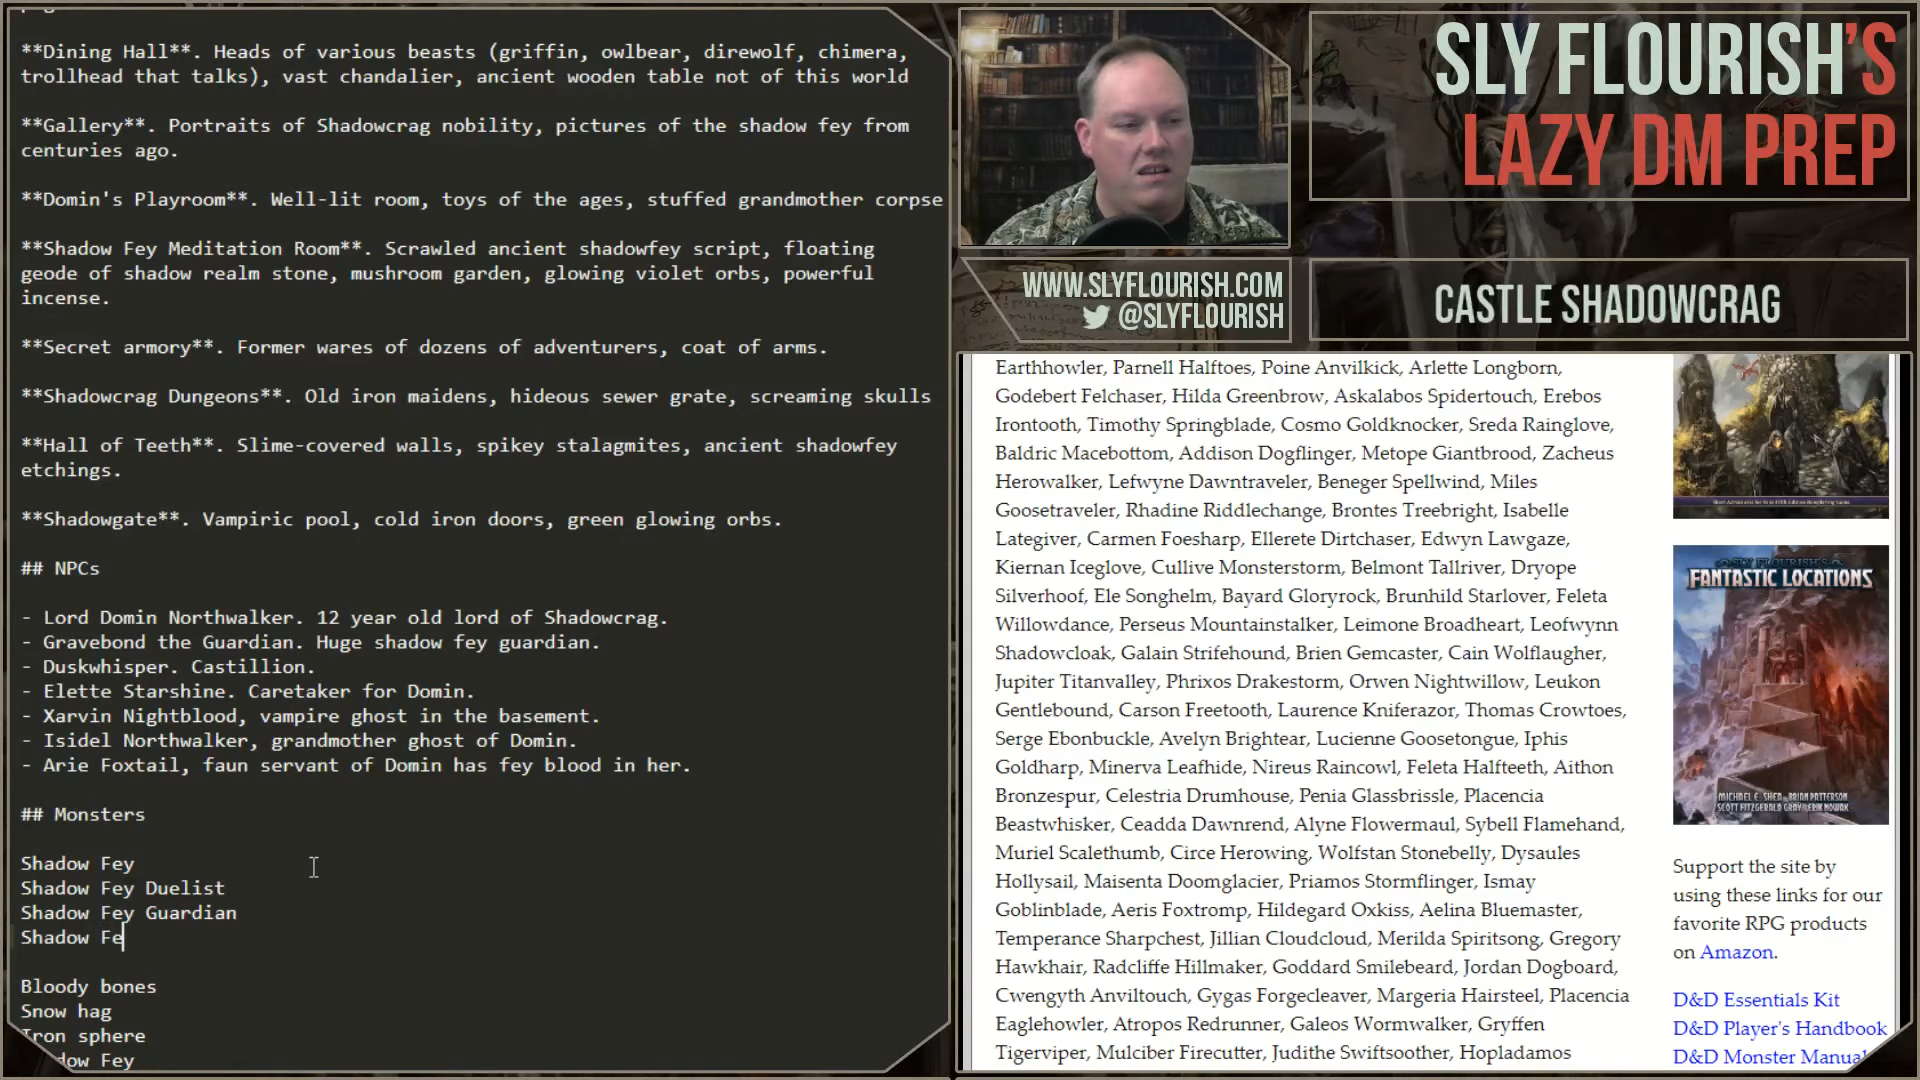 **Dining Hall**. Heads of various beasts (griffin, owlbear, direwolf, chimera,
trollhead that talks), vast chandalier, ancient wooden table not of this world
**Gallery**. Portraits of Shadowcrag nobility, pictures of the shadow fey from
centuries ago.
**Domin's Playroom**. Well-lit room, toys of the ages, stuffed grandmother corpse
**Shadow Fey Meditation Room**. Scrawled ancient shadowfey script, floating
geode of shadow realm stone, mushroom garden, glowing violet orbs, powerful
incense.
**Secret armory**. Former wares of dozens of adventurers, coat of arms.
**Shadowcrag Dungeons**. Old iron maidens, hideous sewer grate, screaming skulls
**Hall of Teeth**. Slime-covered walls, spikey stalagmites, ancient shadowfey
etchings.
**Shadowgate**. Vampiric pool, cold iron doors, green glowing orbs.
## NPCs
- Lord Domin Northwalker. 12 year old lord of Shadowcrag.
- Gravebond the Guardian. Huge shadow fey guardian.
- Duskwhisper. Castillion.
- Elette Starshine. Caretaker for Domin.
- Xarvin Nightblood, vampire ghost in the basement.
- Isidel Northwalker, grandmother ghost of Domin.
- Arie Foxtail, faun servant of Domin has fey blood in her.
## Monsters
Shadow Fey
Shadow Fey Duelist
Shadow Fey Guardian
Shadow Fe
Bloody bones
Snow hag
Iron sphere
Fey
WWW.SLYFLOURISH.COM
@SLYFLOURISH
SLY FLOURISH'S
LAZY DM PREP
CASTLE SHADOWCRAG
Earthhowler, Parnell Halftoes, Poine Anvilkick, Arlette Longborn,
Godebert Felchaser, Hilda Greenbrow, Askalabos Spidertouch, Erebos
Irontooth, Timothy Springblade, Cosmo Goldknocker, Sreda Rainglove,
Baldric Macebottom, Addison Dogflinger, Metope Giantbrood, Zacheus
Herowalker, Lefwyne Dawntraveler, Beneger Spellwind, Miles
Goosetraveler, Rhadine Riddlechange, Brontes Treebright, Isabelle
Lategiver, Carmen Foesharp, Ellerete Dirtchaser, Edwyn Lawgaze,
Kiernan Iceglove, Cullive Monsterstorm, Belmont Tallriver, Dryope
Silverhoof, Ele Songhelm, Bayard Gloryrock, Brunhild Starlover, Feleta
Willowdance, Perseus Mountainstalker, Leimone Broadheart, Leofwynn
Shadowcloak, Galain Strifehound, Brien Gemcaster, Cain Wolflaugher,
Jupiter Titanvalley, Phrixos Drakestorm, Orwen Nightwillow, Leukon
Gentlebound, Carson Freetooth, Laurence Kniferazor, Thomas Crowtoes,
Serge Ebonbuckle, Avelyn Brightear, Lucienne Goosetongue, Iphis
Goldharp, Minerva Leafhide, Nireus Raincowl, Feleta Halfteeth, Aithon
Bronzespur, Celestria Drumhouse, Penia Glassbrissle, Placencia
Beastwhisker, Ceadda Dawnrend, Alyne Flowermaul, Sybell Flamehand,
Muriel Scalethumb, Circe Herowing, Wolfstan Stonebelly, Dysaules
Hollysail, Maisenta Doomglacier, Priamos Stormflinger, Ismay
Goblinblade, Aeris Foxtromp, Hildegard Oxkiss, Aelina Bluemaster,
Temperance Sharpchest, Jillian Cloudcloud, Merilda Spiritsong, Gregory
Hawkhair, Radcliffe Hillmaker, Goddard Smilebeard, Jordan Dogboard,
Cwengyth Anviltouch, Gygas Forgecleaver, Margeria Hairsteel, Placencia
Eaglehowler, Atropos Redrunner, Galeos Wormwalker, Gryffen
Tigerviper, Mulciber Firecutter, Judithe Swiftsoother, Hopladamos
SLY FLOURISH'S
FANTASTIC LOCATIONS
MICHAEL E. SHEA BRIAN PATTERSON
SCOTT FITZGERALD GRAY ERIK NOWAK
Support the site by
using these links for our
favorite RPG products
on Amazon.
D&D Essentials Kit
D&D Player's Handbook
D&D Monster Manual